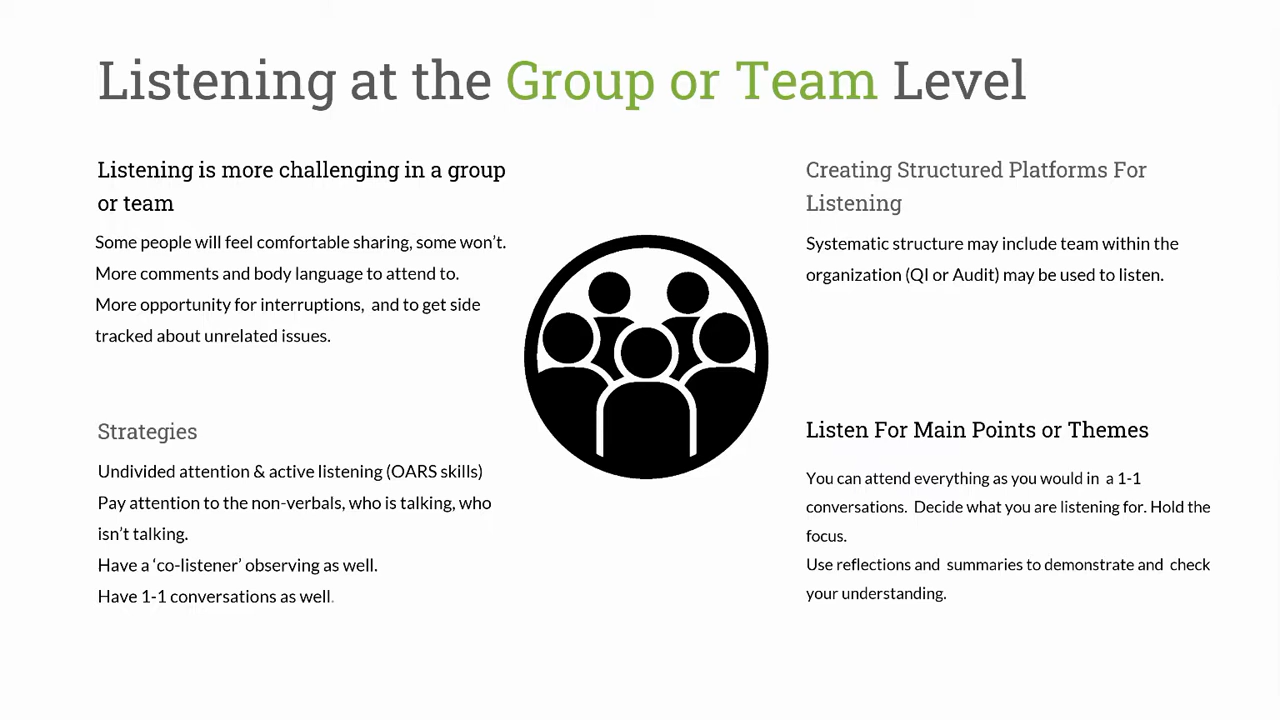 Listening at the Group or Team Level
Listening is more challenging in a group
or team
Some people will feel comfortable sharing, some won’t.
More comments and body language to attend to.
More opportunity for interruptions, and to get side
tracked about unrelated issues.
Strategies
Undivided attention & active listening (OARS skills)
Pay attention to the non-verbals, who is talking, who
isn’t talking.
Have a ‘co-listener’ observing as well.
Have 1-1 conversations as well.
Creating Structured Platforms For
Listening
Systematic structure may include team within the
organization (QI or Audit) may be used to listen.
Listen For Main Points or Themes
You can attend everything as you would in a 1-1
conversations. Decide what you are listening for. Hold the
focus.
Use reflections and summaries to demonstrate and check
your understanding.